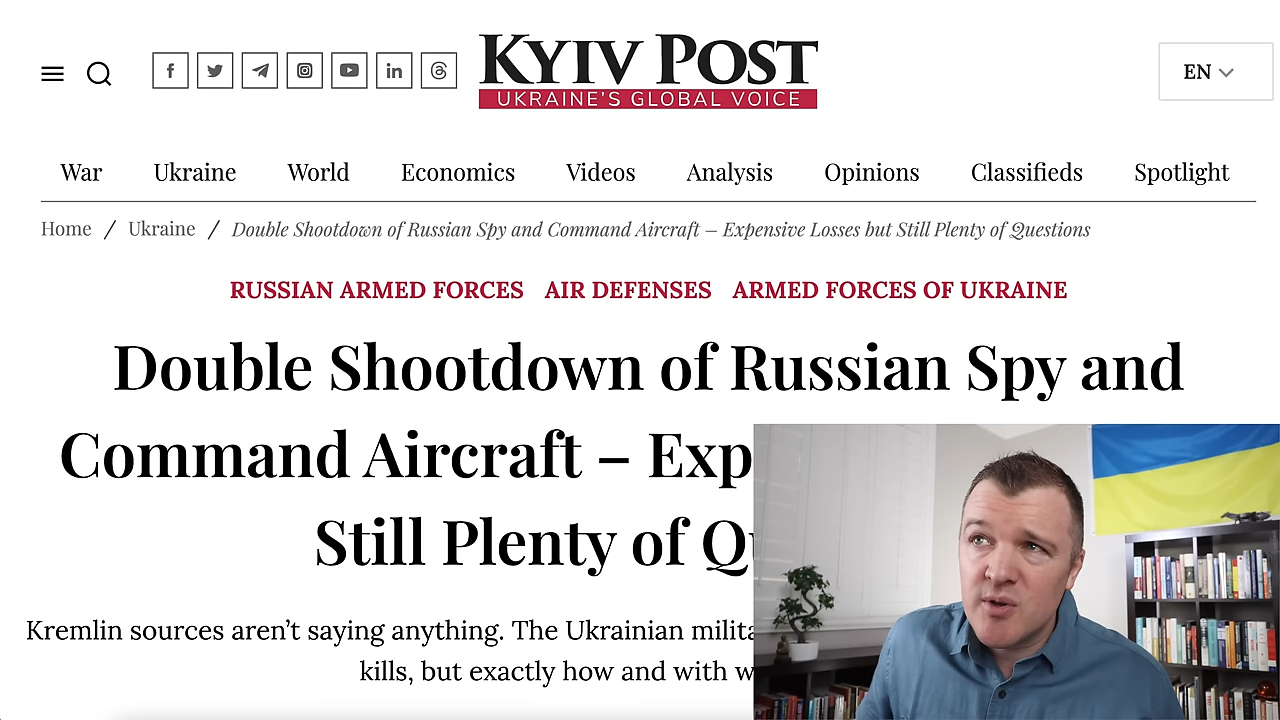 KYIV POST
UKRAINE'S GLOBAL VOICE
EN
War Ukraine World Economics Videos Analysis Opinions Classifieds Spotlight
Home / Ukraine / Double Shootdown of Russian Spy and Command Aircraft – Expensive Losses but Still Plenty of Questions
RUSSIAN ARMED FORCES AIR DEFENSES ARMED FORCES OF UKRAINE
Double Shootdown of Russian Spy and
Command Aircraft – Exp
Still Plenty of Qu
Kremlin sources aren't saying anything. The Ukrainian milita
kills, but exactly how and with w